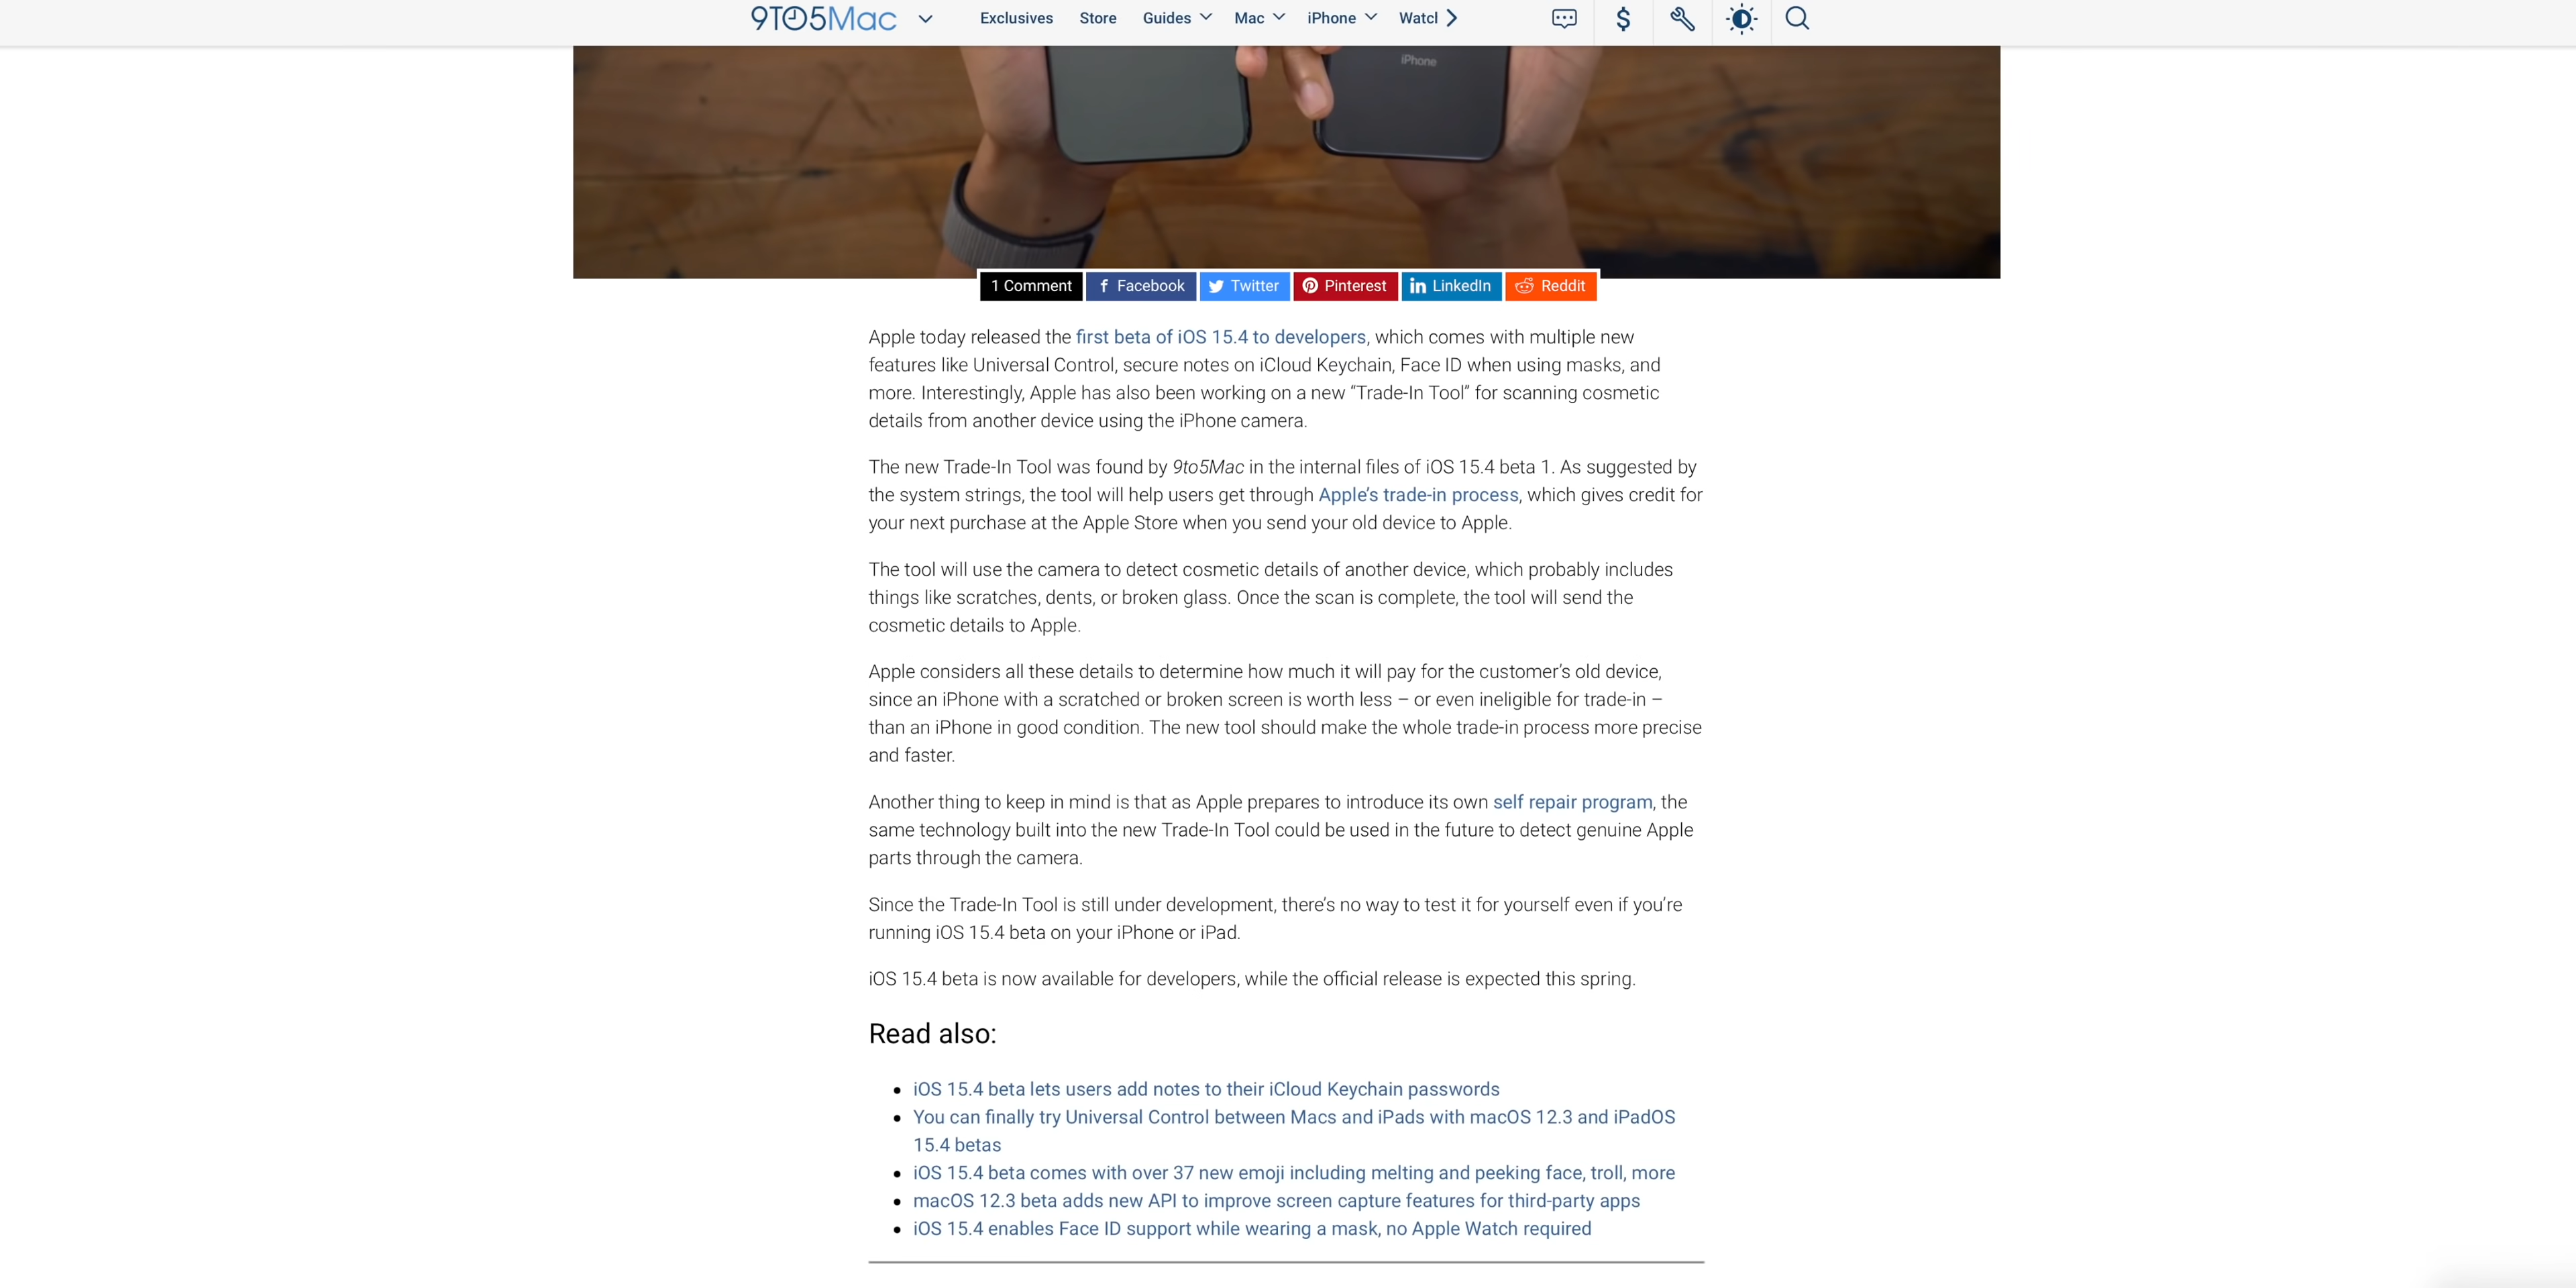 9TO5Mac
Exclusives Store Guides Mac iPhone Watcl
iPhone
1 Comment Facebook Twitter Pinterest LinkedIn Reddit
Apple today released the first beta of iOS 15.4 to developers, which comes with multiple new
features like Universal Control, secure notes on iCloud Keychain, Face ID when using masks, and
more. Interestingly, Apple has also been working on a new “Trade-In Tool” for scanning cosmetic
details from another device using the iPhone camera.
The new Trade-In Tool was found by 9to5Mac in the internal files of iOS 15.4 beta 1. As suggested by
the system strings, the tool will help users get through Apple’s trade-in process, which gives credit for
your next purchase at the Apple Store when you send your old device to Apple.
The tool will use the camera to detect cosmetic details of another device, which probably includes
things like scratches, dents, or broken glass. Once the scan is complete, the tool will send the
cosmetic details to Apple.
Apple considers all these details to determine how much it will pay for the customer’s old device,
since an iPhone with a scratched or broken screen is worth less – or even ineligible for trade-in –
than an iPhone in good condition. The new tool should make the whole trade-in process more precise
and faster.
Another thing to keep in mind is that as Apple prepares to introduce its own self repair program, the
same technology built into the new Trade-In Tool could be used in the future to detect genuine Apple
parts through the camera.
Since the Trade-In Tool is still under development, there’s no way to test it for yourself even if you’re
running iOS 15.4 beta on your iPhone or iPad.
iOS 15.4 beta is now available for developers, while the official release is expected this spring.
Read also:
iOS 15.4 beta lets users add notes to their iCloud Keychain passwords
You can finally try Universal Control between Macs and iPads with macOS 12.3 and iPadOS
15.4 betas
iOS 15.4 beta comes with over 37 new emoji including melting and peeking face, troll, more
macOS 12.3 beta adds new API to improve screen capture features for third-party apps
iOS 15.4 enables Face ID support while wearing a mask, no Apple Watch required